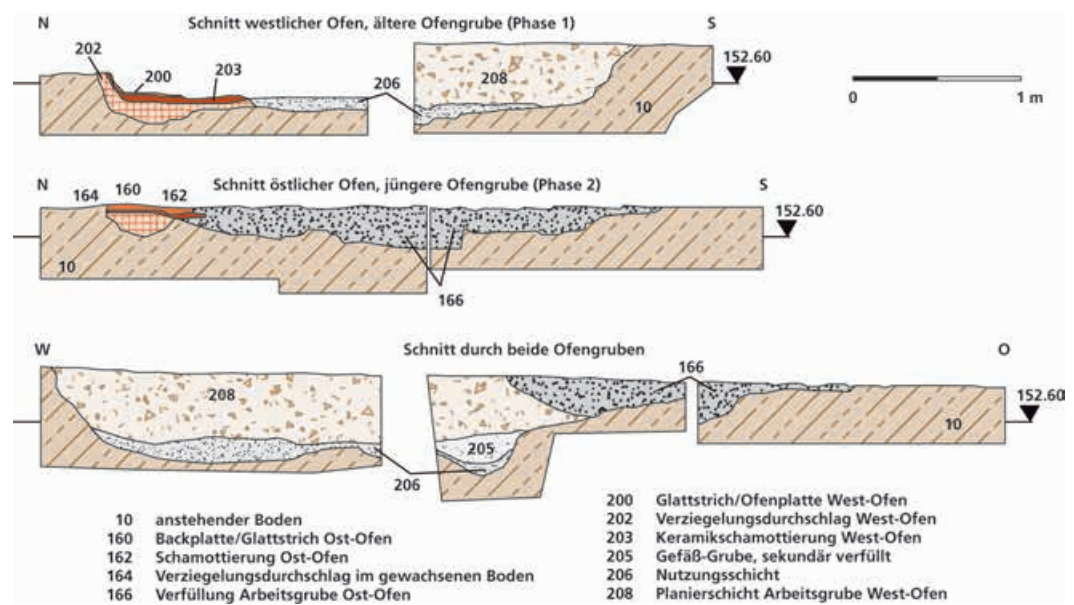 N Schnitt westlicher Ofen, ältere Ofengrube (Phase 1) S
202
200 203 206 208 152.60
10
0 1 m
N Schnitt östlicher Ofen, jüngere Ofengrube (Phase 2) S
164 160 162
152.60
10
166
W Schnitt durch beide Ofengruben O
166
208 152.60
205 10
206
10 anstehender Boden
160 Backplatte/Glattstrich Ost-Ofen
162 Schamottierung Ost-Ofen
164 Verziegelungsdurchschlag im gewachsenen Boden
166 Verfüllung Arbeitsgrube Ost-Ofen
200 Glattstrich/Ofenplatte West-Ofen
202 Verziegelungsdurchschlag West-Ofen
203 Keramikschamottierung West-Ofen
205 Gefäß-Grube, sekundär verfüllt
206 Nutzungsschicht
208 Planierschicht Arbeitsgrube West-Ofen